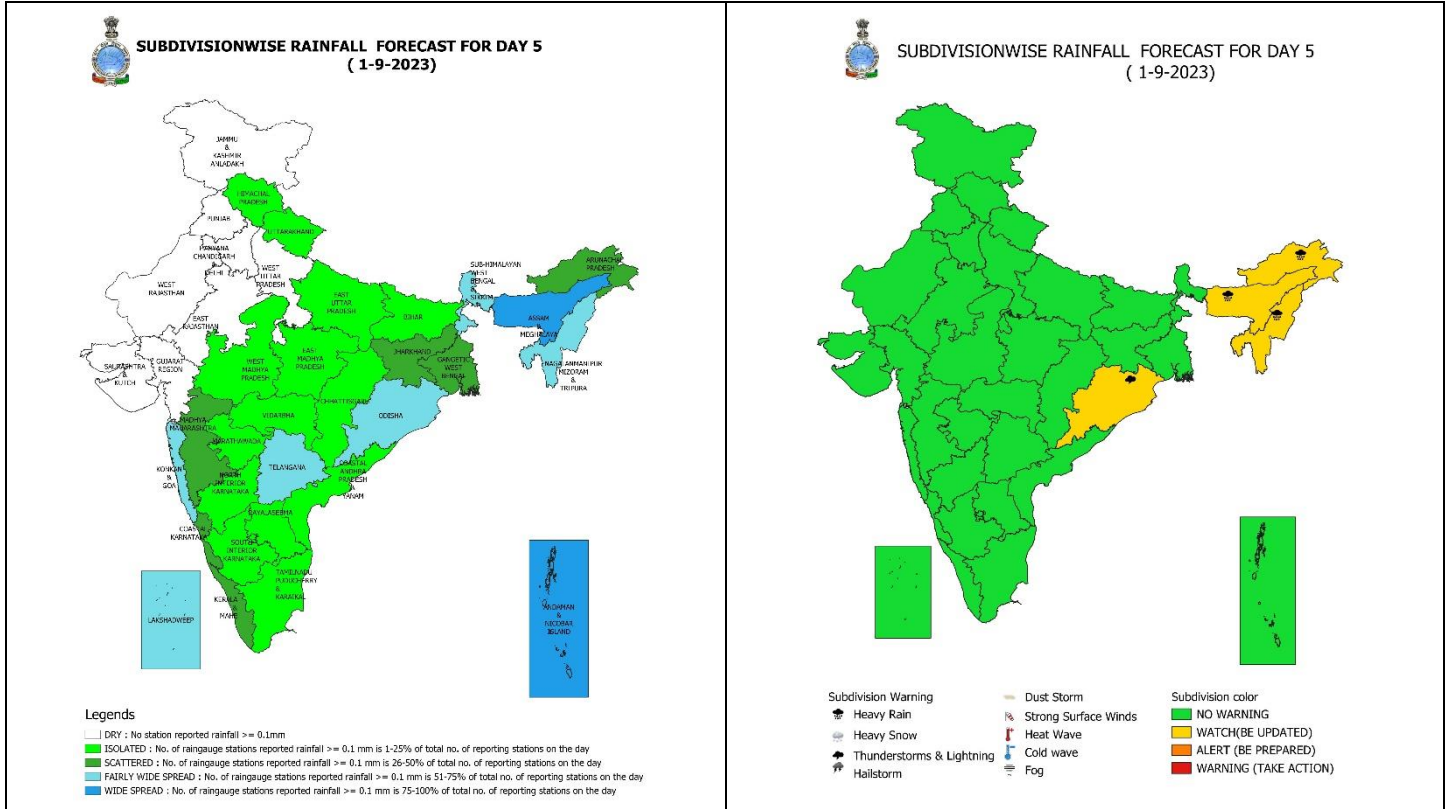 SUBDIVISIONWISE RAINFALL FORECAST FOR DAY 5
( 1-9-2023)
JAMMU
&
KASHMIR
ANLADAKH
HIMACHAL
PRADESH
PUNJAB
UTTARAKHAND
HARYANA
CHANDIGARH
&
DELHI
WEST
UTTAR
PRADESH
WEST
RAJASTHAN
EAST
RAJASTHAN
EAST
UTTAR
PRADESH
BIHAR
SUB-HIMALAYAN
WEST
BENGAL
&
SIKKIM
ARUNACHAL
PRADESH
ASSAM
&
MEGHALAYA
NAGA ANMANIPUR
MIZORAM
&
TRIPURA
SAURASHTRA
&
KUTCH
GUJARAT
REGION
WEST
MADHYA
PRADESH
EAST
MADHYA
PRADESH
JHARKHAND
GANGETIC
WEST
BENGAL
CHHATTISGARH
ODISHA
VIDARBHA
MADHYA
MAHARASHTRA
MARATHAWADA
KONKAN
&
GOA
TELANGANA
NORTH
INTERIOR
KARNATAKA
COASTAL
ANDHRA
PRADESH
&
YANAM
RAYALASEEMA
COASTAL
KARNATAKA
SOUTH
INTERIOR
KARNATAKA
TAMILNADU
PUDUCHERRY
&
KARAIKAL
KERALA
&
MAHE
LAKSHADWEEP
ANDAMAN
&
NICOBAR
ISLAND
Legends
DRY : No station reported rainfall >= 0.1mm
ISOLATED : No. of raingauge stations reported rainfall >= 0.1 mm is 1-25% of total no. of reporting stations on the day
SCATTERED : No. of raingauge stations reported rainfall >= 0.1 mm is 26-50% of total no. of reporting stations on the day
FAIRLY WIDE SPREAD : No. of raingauge stations reported rainfall >= 0.1 mm is 51-75% of total no. of reporting stations on the day
WIDE SPREAD : No. of raingauge stations reported rainfall >= 0.1 mm is 75-100% of total no. of reporting stations on the day
SUBDIVISIONWISE RAINFALL FORECAST FOR DAY 5
( 1-9-2023)
Subdivision Warning
Heavy Rain
Heavy Snow
Thunderstorms & Lightning
Hailstorm
Dust Storm
Strong Surface Winds
Heat Wave
Cold wave
Fog
Subdivision color
NO WARNING
WATCH(BE UPDATED)
ALERT (BE PREPARED)
WARNING (TAKE ACTION)